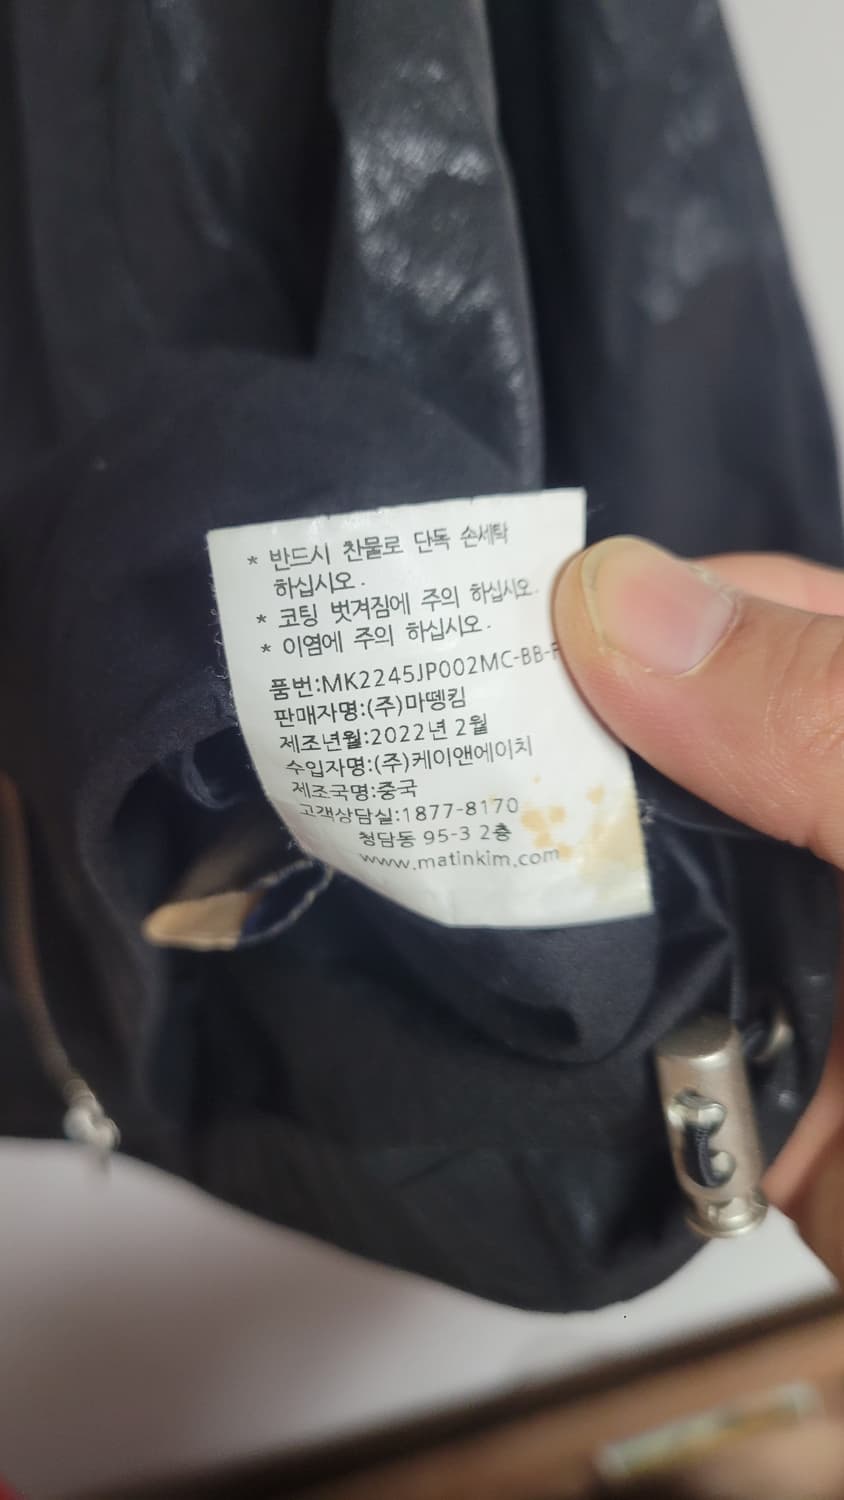 * 반드시 찬물로 단독 손세탁
하십시오.
* 코팅 벗겨짐에 주의 하십시오.
* 이염에 주의 하십시오.
품번:MK2245JP002MC-BB-F
판매자명:(주)마뗑킴
제조년월:2022년 2월
수입자명:(주)케이앤에이치
제조국명:중국
고객상담실:1877-8170
청담동 95-3 2층
www.matinkim.com